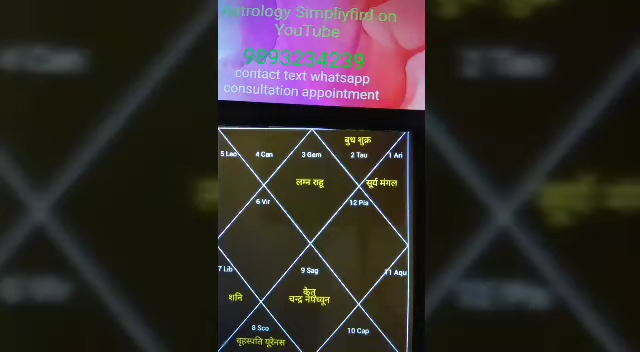 Astrology Simpliyfird on
YouTube
9893234239
contact text whatsapp
consultation appointment
बुध शुक्र
5 Leo 4 Can 3 Gem 2 Tau 1 Ari
लग्न राहू सूर्य मंगल
6 Vir 12 Pis
7 Lib 9 Sag 11 Aqu
शनि केतु
चन्द्र नेपच्यून
8 Sco 10 Cap
बृहस्पति यूरेनस